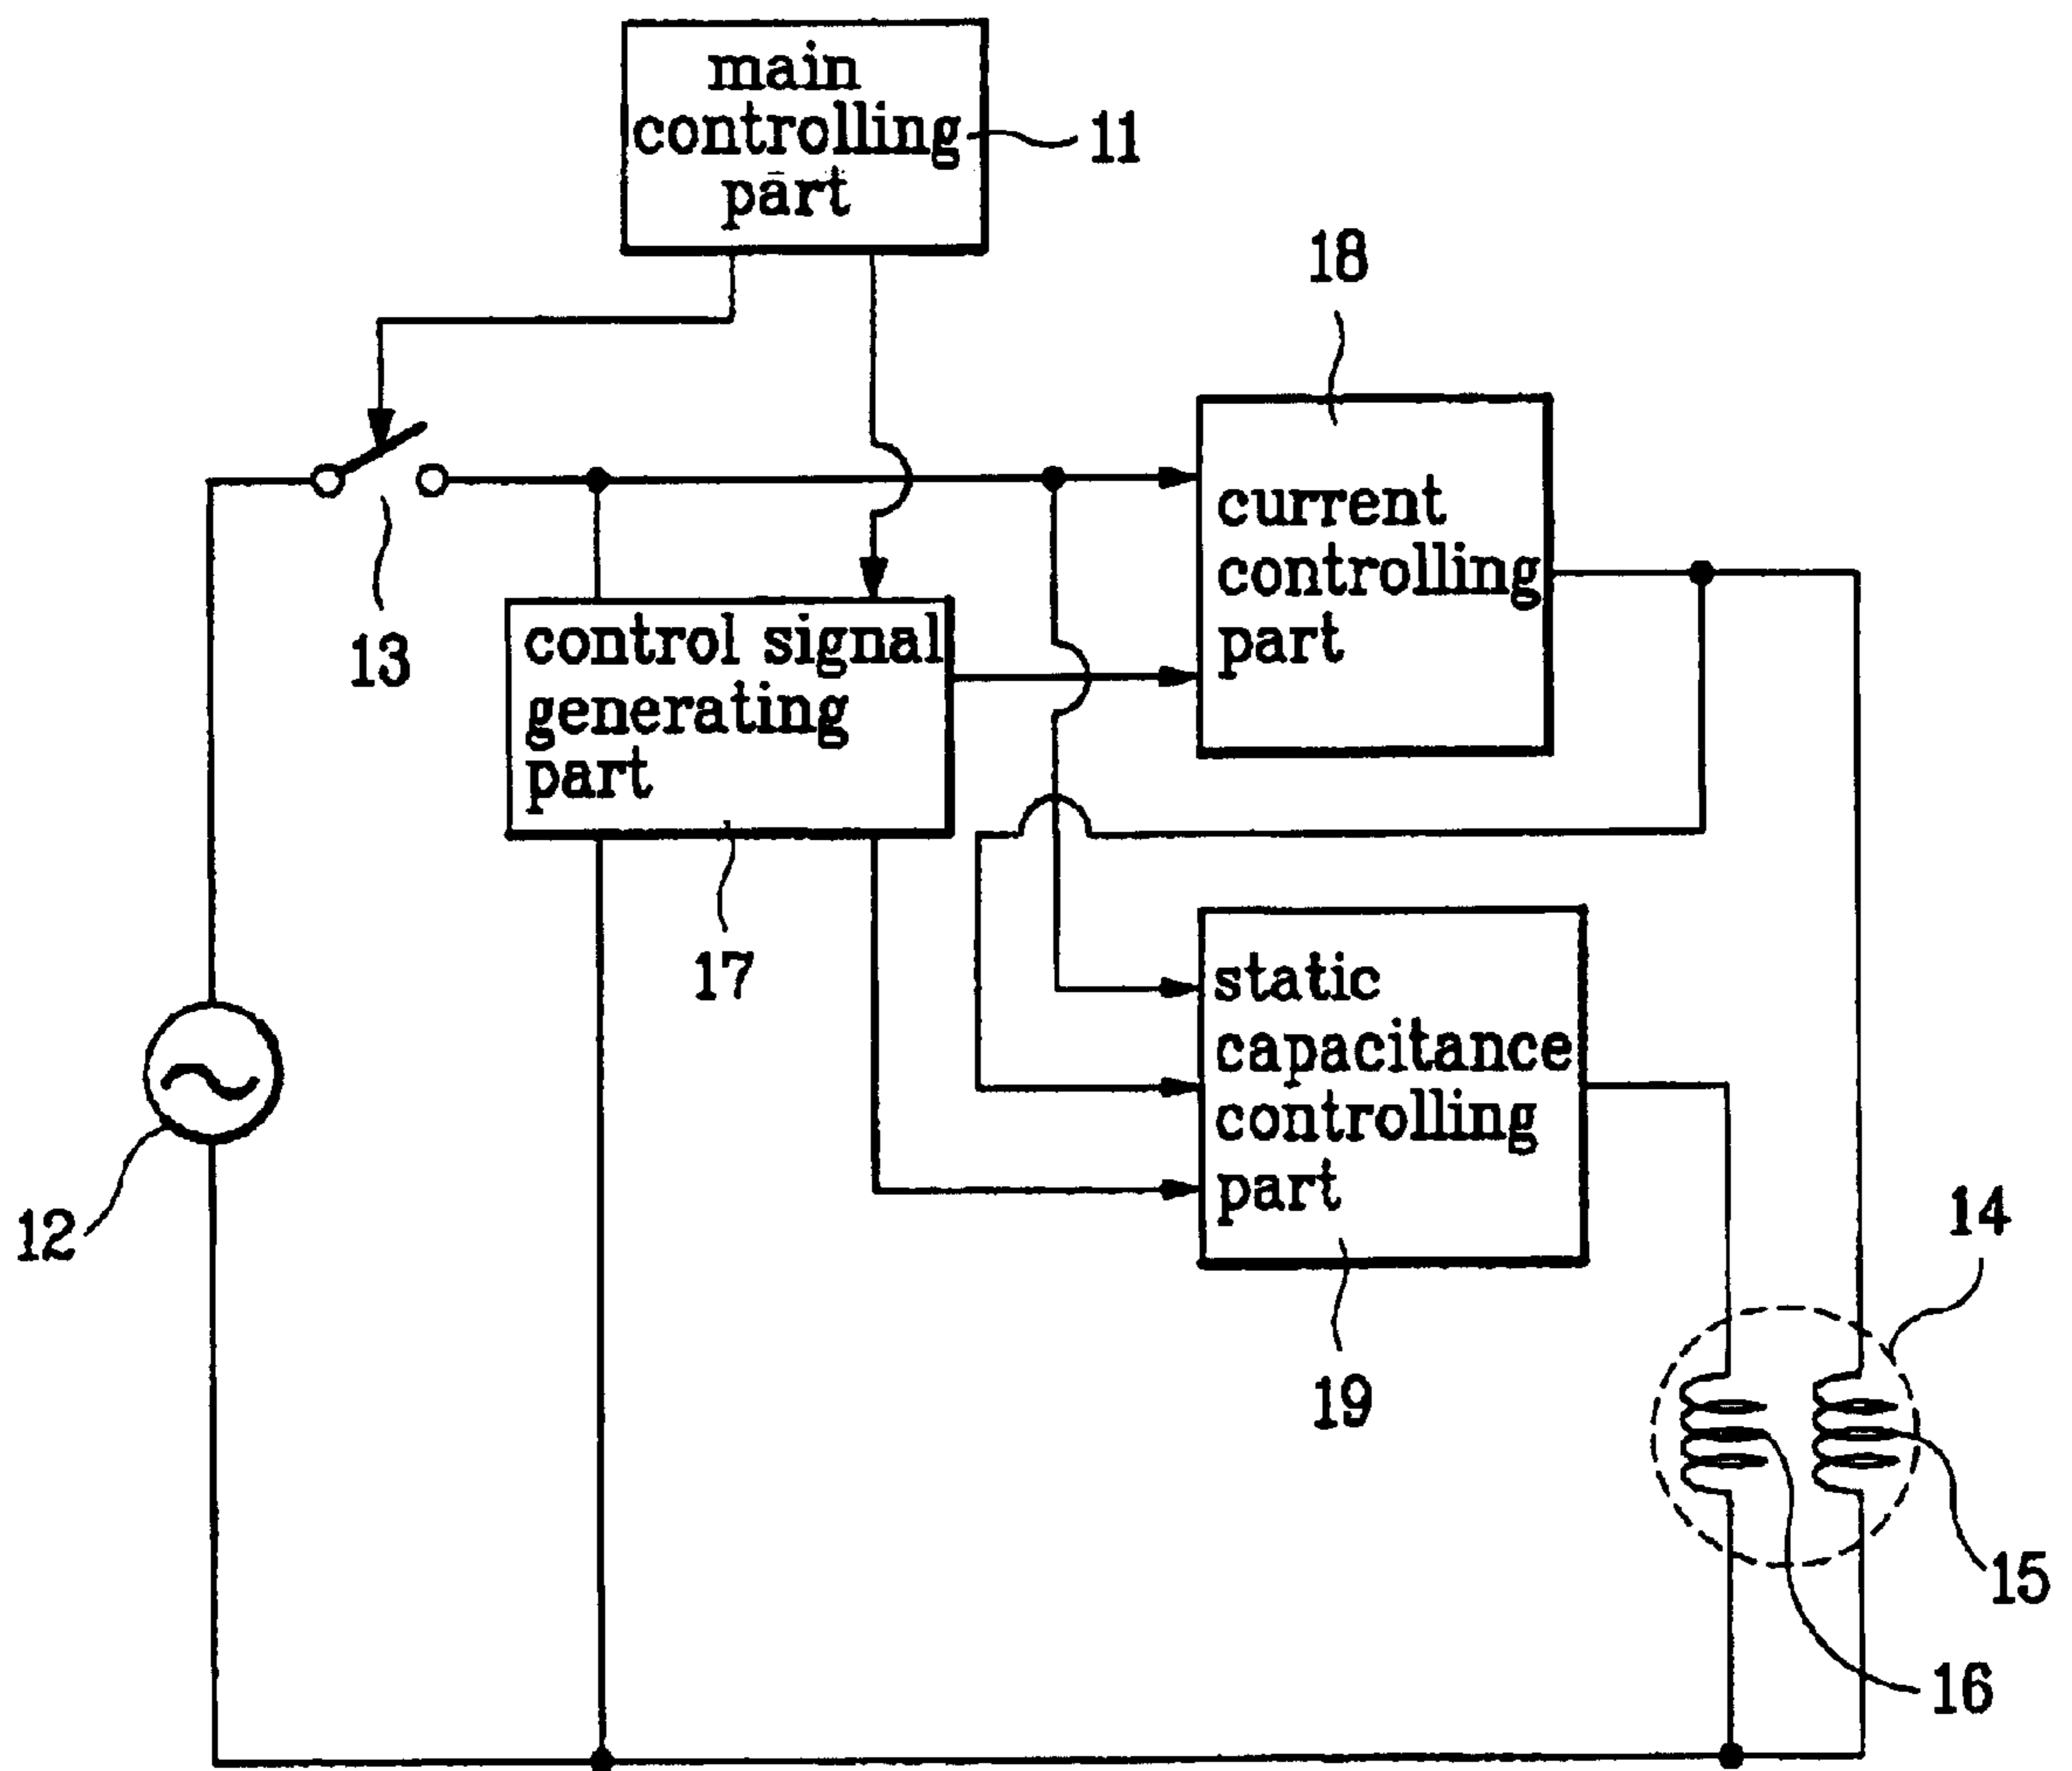 main
controlling
part
11
18
13
current
controlling
part
control signal
generating
part
17
static
capacitance
controlling
part
12
14
19
15
16